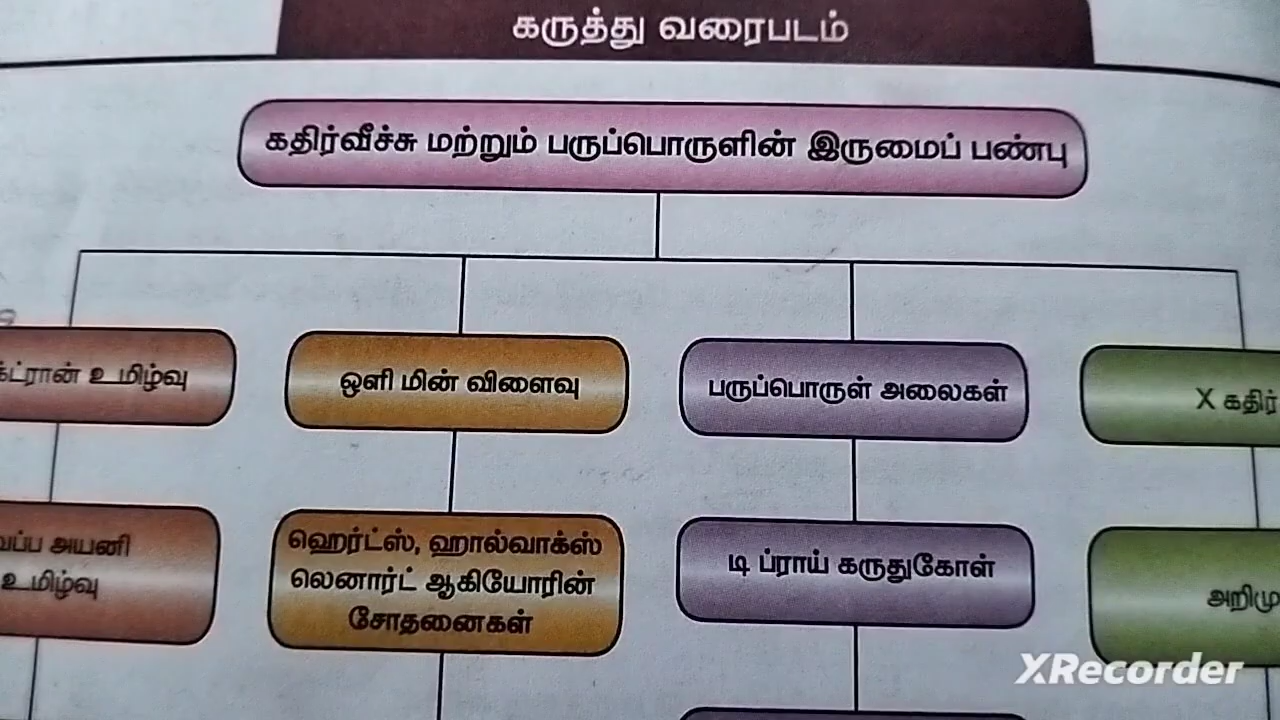 கருத்து வரைபடம்
கதிர்வீச்சு மற்றும் பருப்பொருளின் இருமைப் பண்பு
உமிழ்வு
ஒளி மின் விளைவு
பருப்பொருள் அலைகள்
X கதிர்
அயனி
உமிழ்வு
ஹெர்ட்ஸ், ஹால்வாக்ஸ்
லெனார்ட் ஆகியோரின்
சோதனைகள்
டி ப்ராய் கருதுகோள்
XRecorder